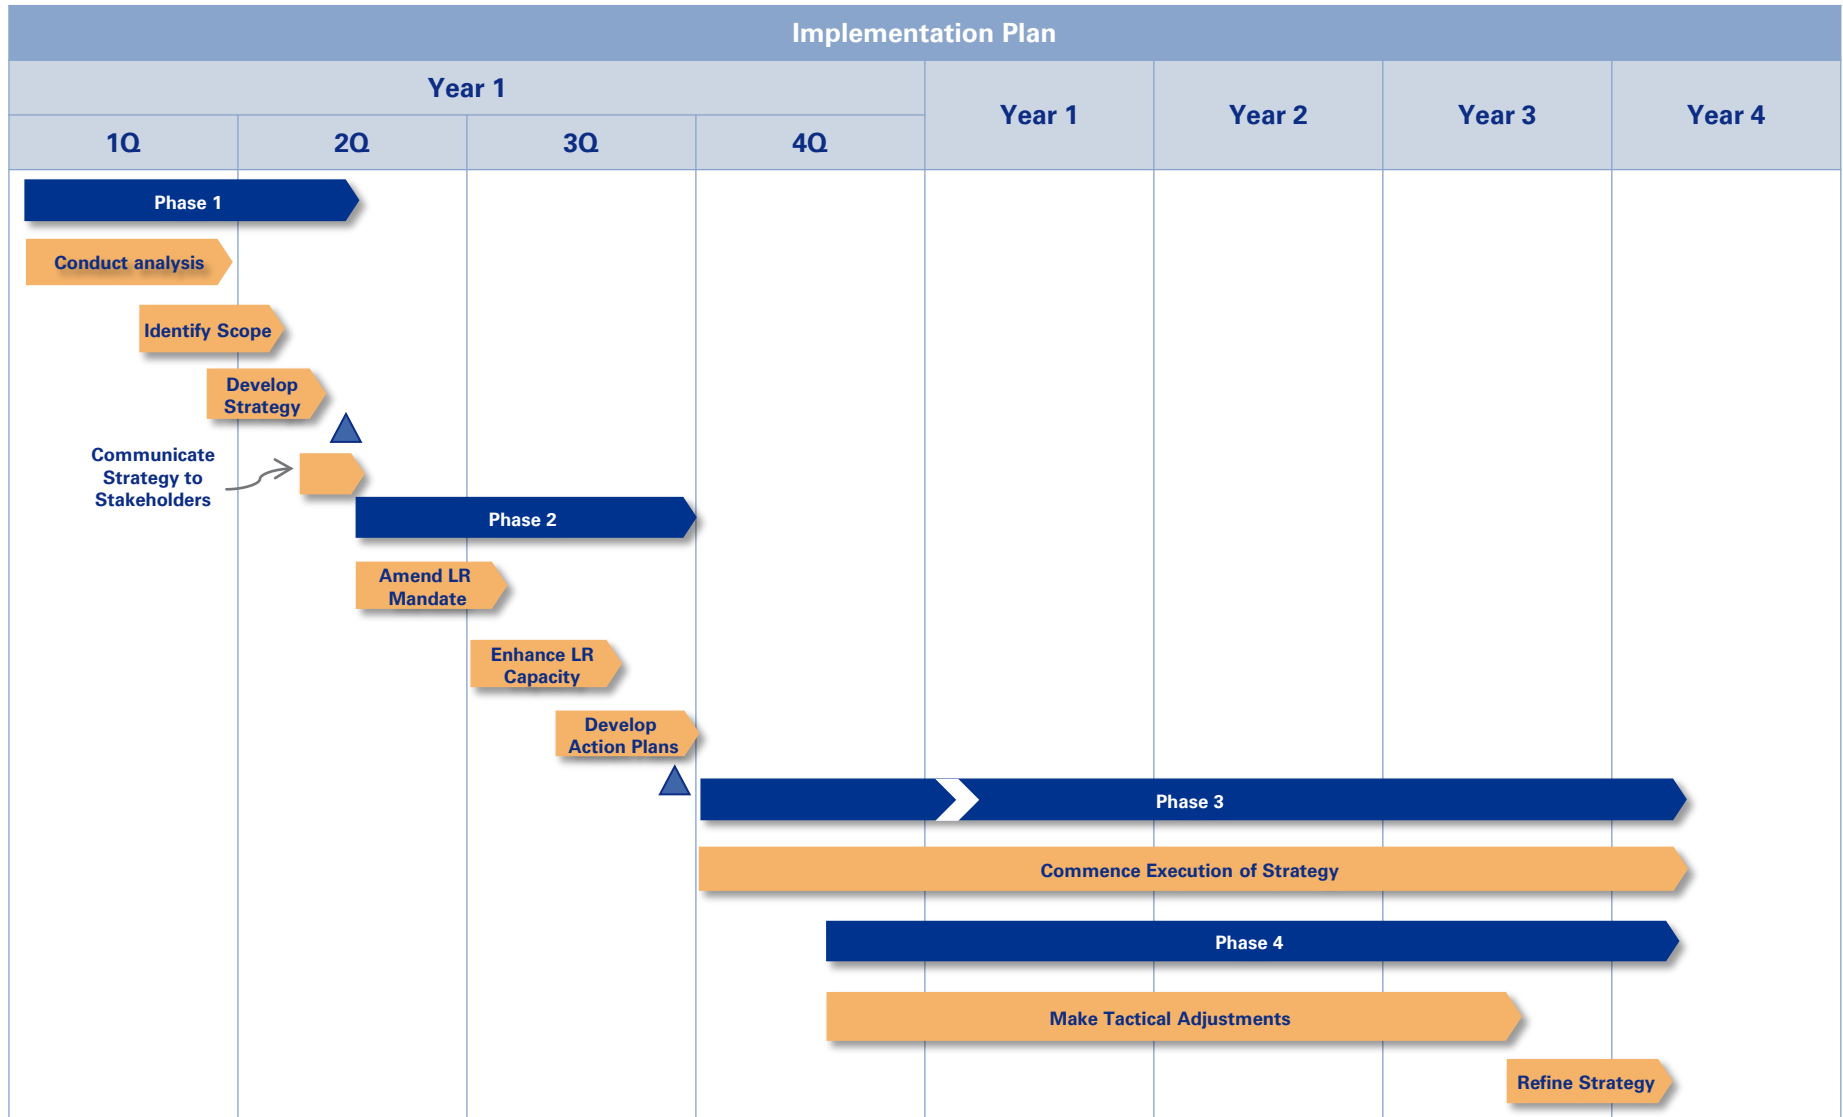 Implementation Plan
Year 1
Year 1
Year 2
Year 3
Year 4
1Q
2Q
3Q
4Q
Phase 1
Conduct analysis
Identify Scope
Develop
Strategy
Communicate
Strategy to
Stakeholders
Phase 2
Amend LR
Mandate
Enhance LR
Capacity
Develop
Action Plans
Phase 3
Commence Execution of Strategy
Phase 4
Make Tactical Adjustments
Refine Strategy